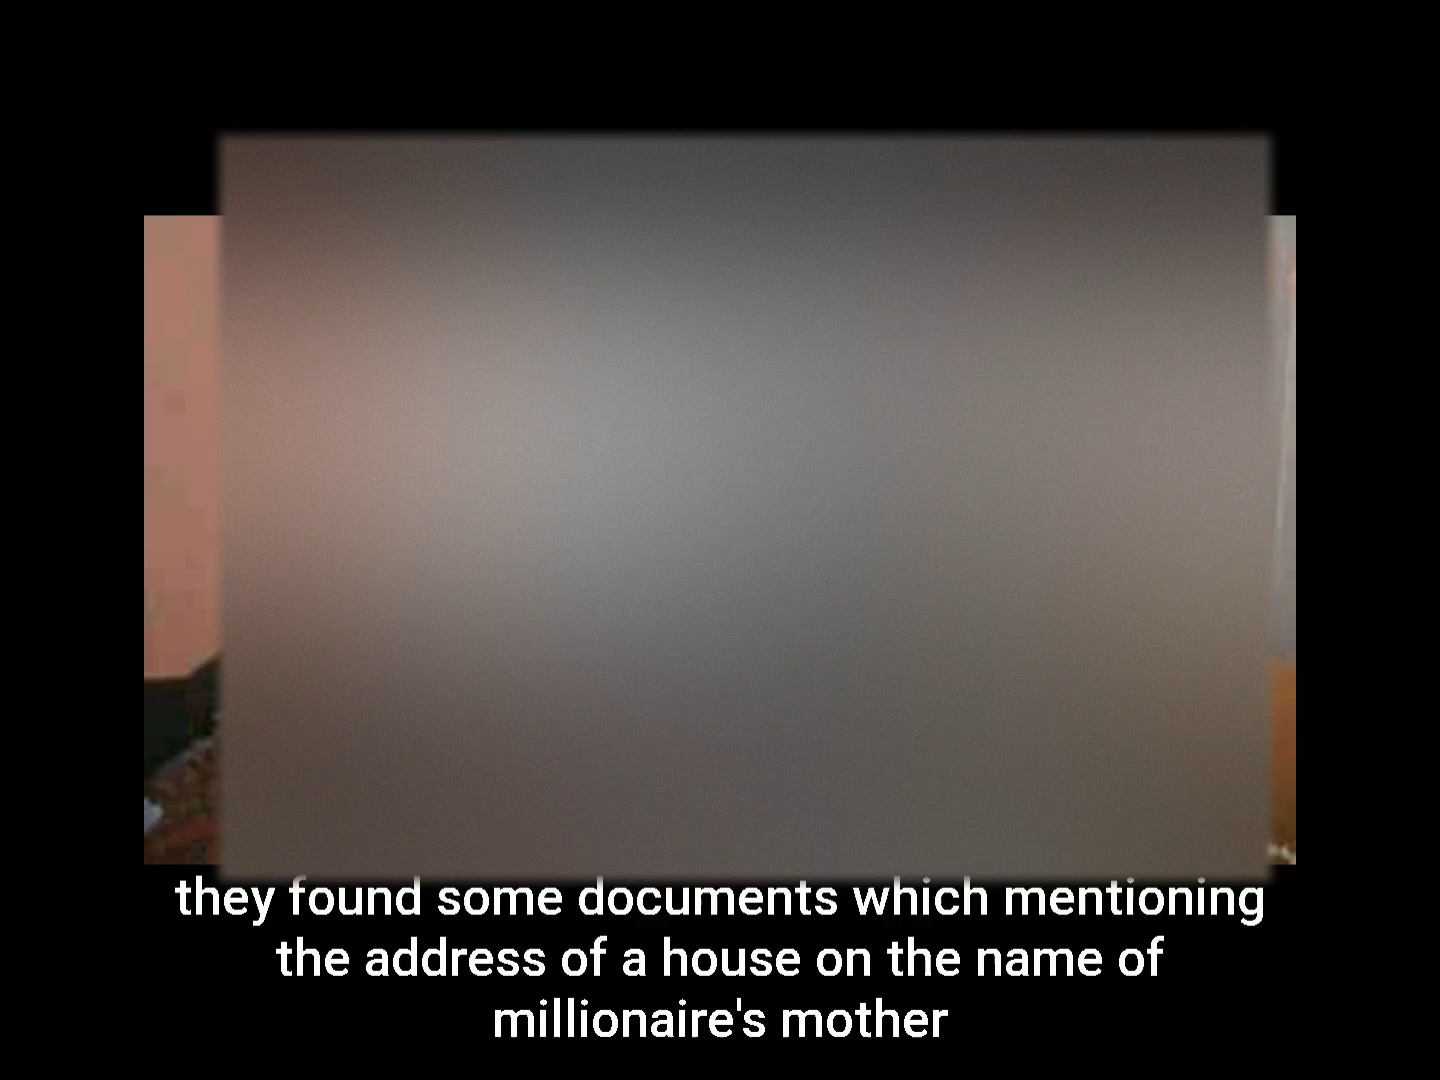 they found some documents which mentioning
the address of a house on the name of
millionaire's mother